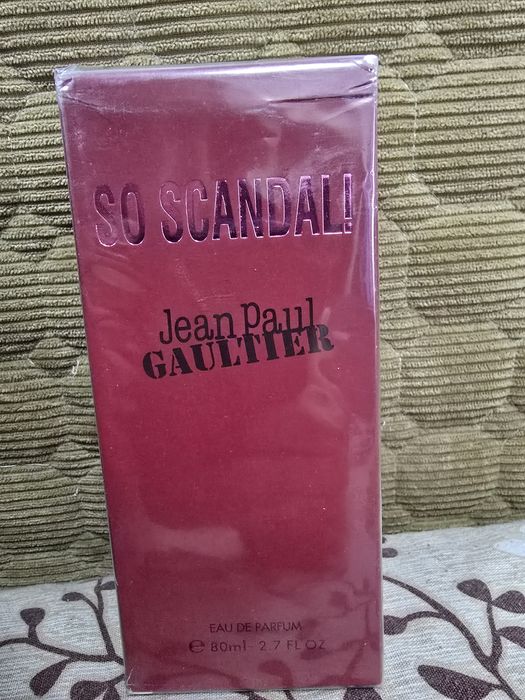 SO SCANDAL!
Jean Paul
GAULTIER
EAU DE PARFUM
℮ 80ml - 2.7 FL OZ